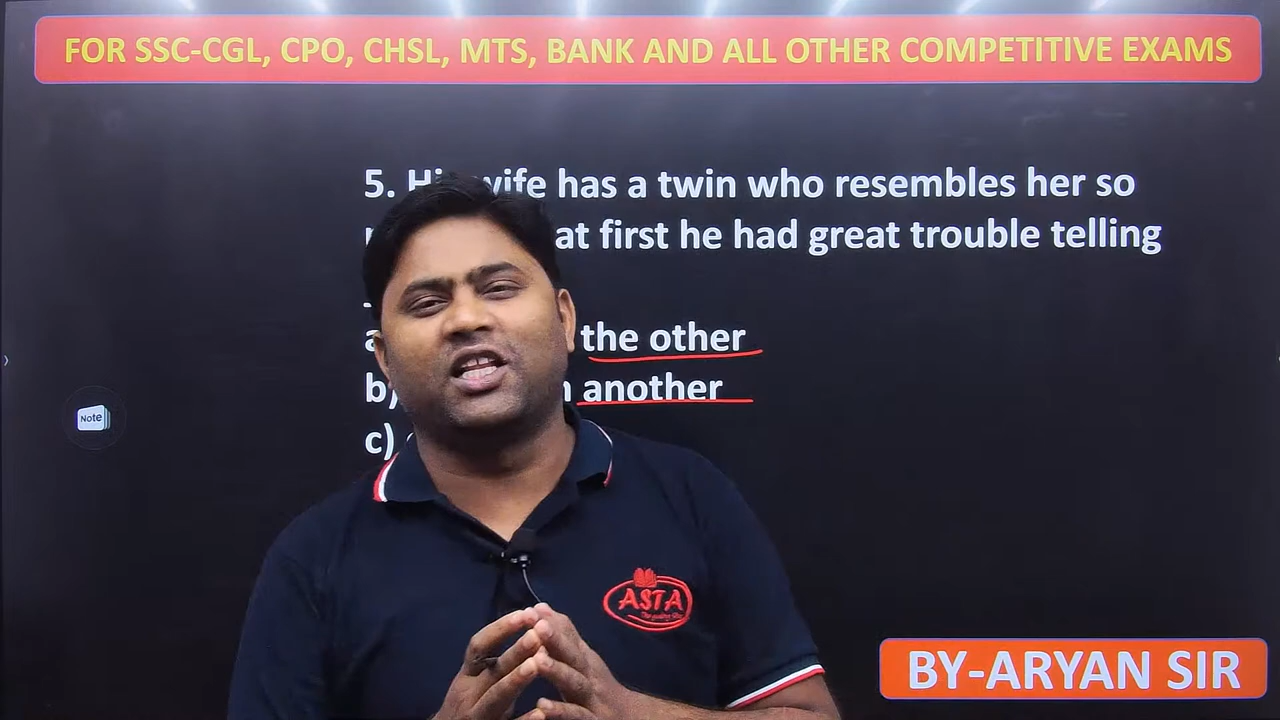 FOR SSC-CGL, CPO, CHSL, MTS, BANK AND ALL OTHER COMPETITIVE EXAMS
5. wife has a twin who resembles her so
at first he had great trouble telling
the other
b) another
c)
Note
ASTA
BY-ARYAN SIR